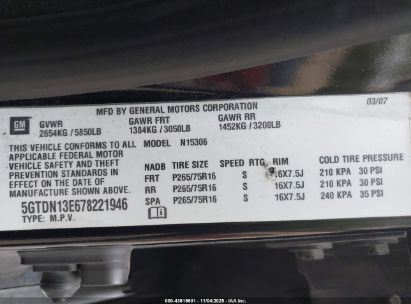 MFD BY GENERAL MOTORS CORPORATION 03/07
GM GVWR GAWR FRT GAWR RR
2654KG / 5850LB 1384KG / 3050LB 1452KG / 3200LB
THIS VEHICLE CONFORMS TO ALL MODEL N15306
APPLICABLE FEDERAL MOTOR
VEHICLE SAFETY AND THEFT
PREVENTION STANDARDS
IN EFFECT ON THE DATE OF
MANUFACTURE SHOWN ABOVE.
NADB TIRE SIZE SPEED RTG RIM COLD TIRE PRESSURE
FRT P265/75R16 S 16X7.5J 210 KPA 30 PSI
RR P265/75R16 S 16X7.5J 210 KPA 30 PSI
SPA P265/75R16 S 16X7.5J 240 KPA 35 PSI
5GTDN13E678221946
TYPE: M.P.V.